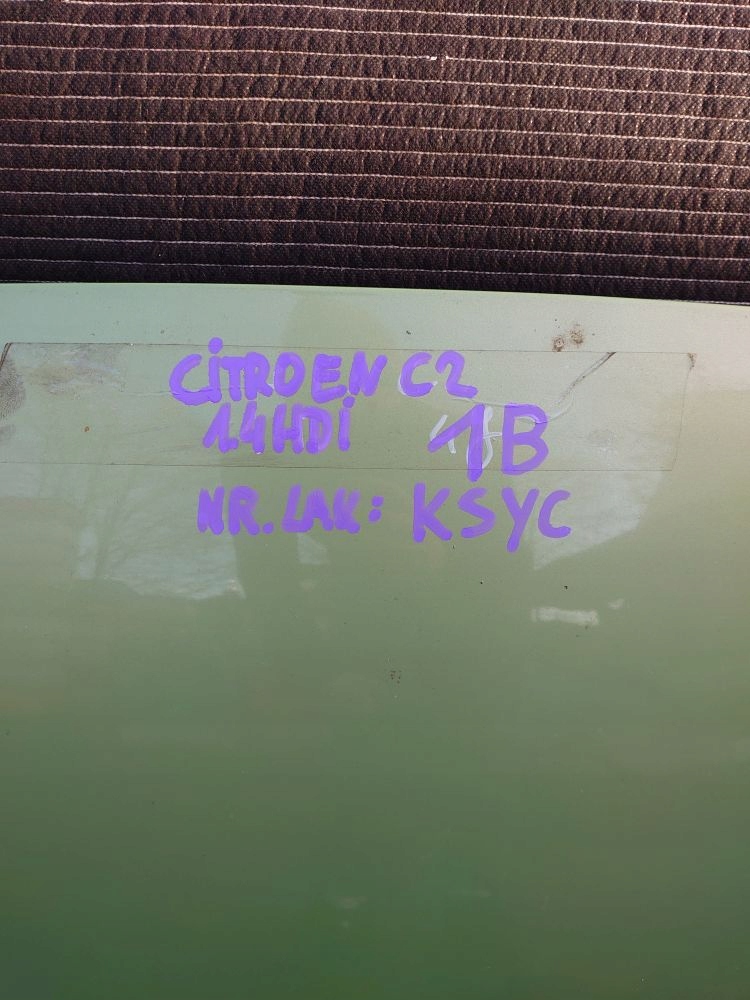 CiTROEN C2
1.4HDi 1B
NR. LAK: KSYC